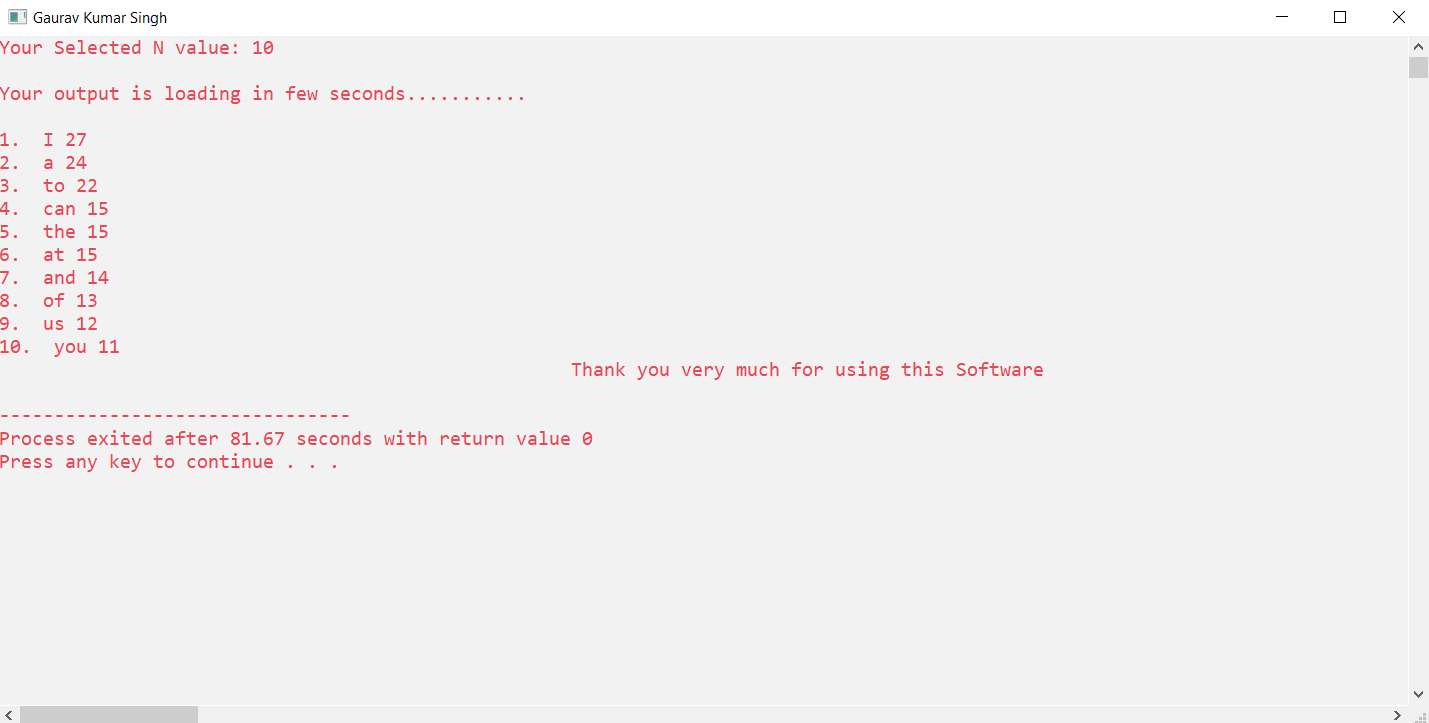 Gaurav Kumar Singh
Your Selected N value: 10
Your output is loading in few seconds...........
1.  I 27
2.  a 24
3.  to 22
4.  can 15
5.  the 15
6.  at 15
7.  and 14
8.  of 13
9.  us 12
10.  you 11
Thank you very much for using this Software
--------------------------------
Process exited after 81.67 seconds with return value 0
Press any key to continue . . .